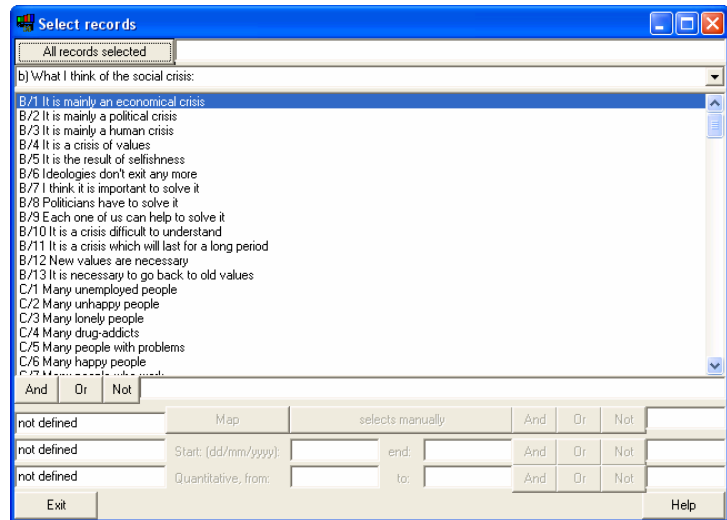 Select records
All records selected
b) What I think of the social crisis:
B/1 It is mainly an economical crisis
B/2 It is mainly a political crisis
B/3 It is mainly a human crisis
B/4 It is a crisis of values
B/5 It is the result of selfishness
B/6 Ideologies don't exit any more
B/7 I think it is important to solve it
B/8 Politicians have to solve it
B/9 Each one of us can help to solve it
B/10 It is a crisis difficult to understand
B/11 It is a crisis which will last for a long period
B/12 New values are necessary
B/13 It is necessary to go back to old values
C/1 Many unemployed people
C/2 Many unhappy people
C/3 Many lonely people
C/4 Many drug-addicts
C/5 Many people with problems
C/6 Many happy people
C/7 Many people who work
And Or Not
not defined Map selects manually And Or Not
not defined Start: (dd/mm/yyyy): end: And Or Not
not defined Quantitative, from: to: And Or Not
Exit Help